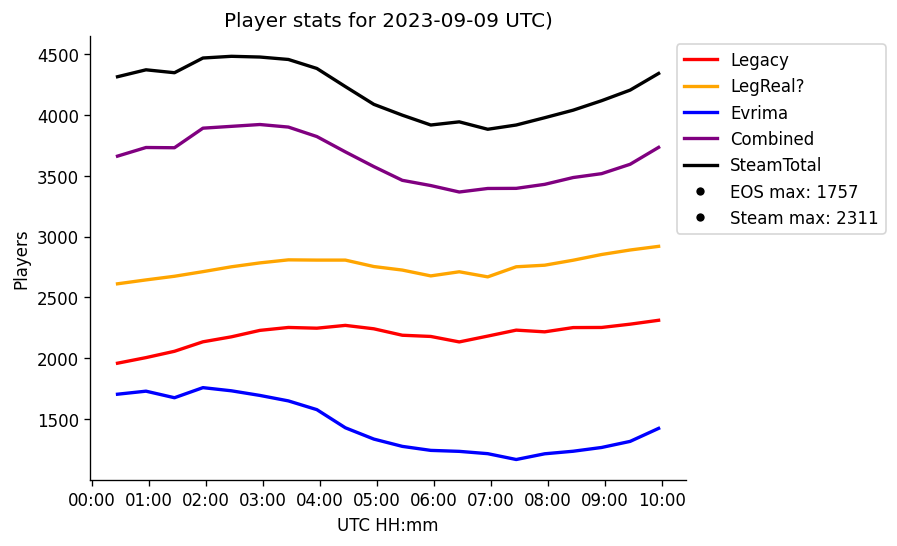 Player stats for 2023-09-09 UTC)
4500
4000
3500
3000
2500
2000
1500
Players
00:00 01:00 02:00 03:00 04:00 05:00 06:00 07:00 08:00 09:00 10:00
UTC HH:mm
Legacy
LegReal?
Evrima
Combined
SteamTotal
EOS max: 1757
Steam max: 2311